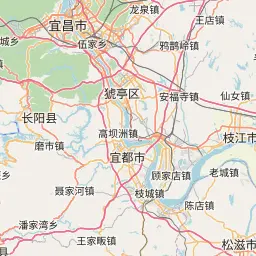 龙泉镇
宜昌市
王店镇
伍家乡
鸦鹊岭镇
乡
猇亭区
仙女镇
安福寺镇
长阳县
高坝洲镇
枝江市
磨市镇
宜都市
顾家店镇
老城镇
聂家河镇
枝城镇
陈店镇
潘家湾乡
王家畈镇
松滋市